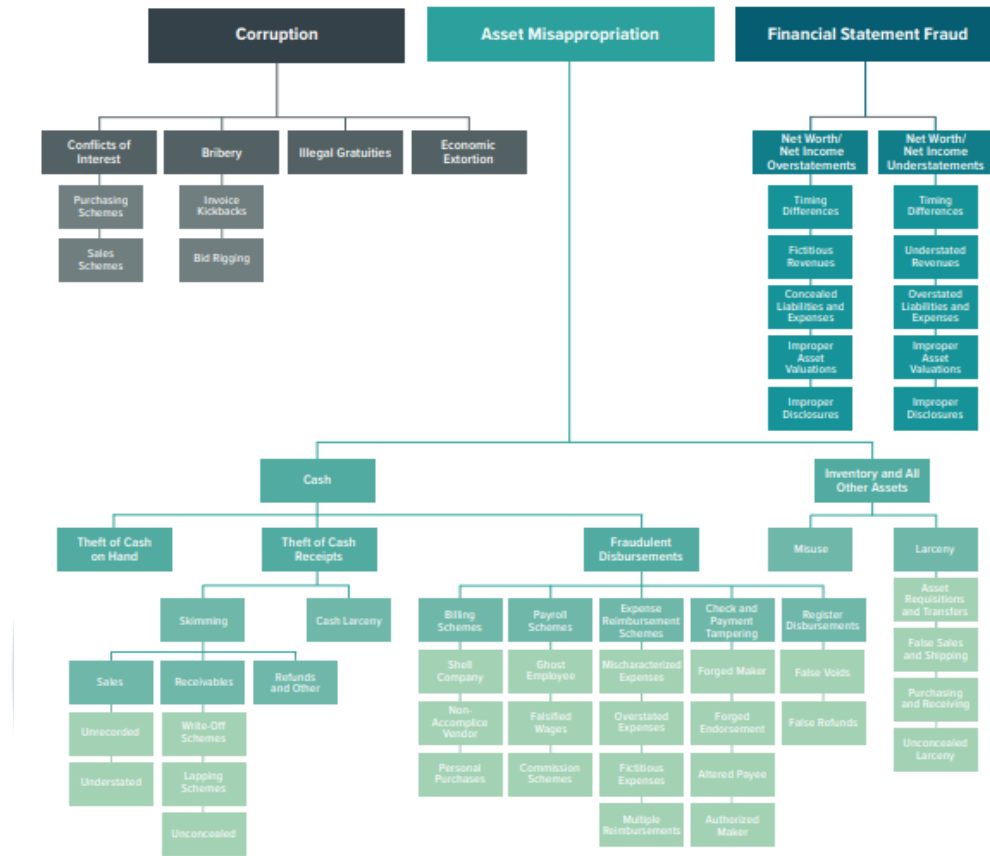 Corruption
Asset Misappropriation
Financial Statement Fraud
Conflicts of
Interest
Bribery
Illegal Gratuities
Economic
Extortion
Net Worth/
Net Income
Overstatements
Net Worth/
Net Income
Understatements
Purchasing
Schemes
Sales
Schemes
Invoice
Kickbacks
Bid Rigging
Timing
Differences
Fictitious
Revenues
Concealed
Liabilities and
Expenses
Improper
Asset
Valuations
Improper
Disclosures
Timing
Differences
Understated
Revenues
Overstated
Liabilities and
Expenses
Improper
Asset
Valuations
Improper
Disclosures
Cash
Inventory and All
Other Assets
Theft of Cash
on Hand
Theft of Cash
Receipts
Fraudulent
Disbursements
Misuse
Larceny
Asset
Requisitions
and Transfers
False Sales
and Shipping
Purchasing
and Receiving
Unconcealed
Larceny
Skimming
Cash Larceny
Sales
Receivables
Refunds
and Other
Unrecorded
Understated
Write-Off
Schemes
Lapping
Schemes
Unconcealed
Billing
Schemes
Shell
Company
Non-
Accomplice
Vendor
Personal
Purchases
Payroll
Schemes
Ghost
Employee
Falsified
Wages
Commission
Schemes
Expense
Reimbursement
Schemes
Mischaracterized
Expenses
Overstated
Expenses
Fictitious
Expenses
Multiple
Reimbursements
Check and
Payment
Tampering
Forged Maker
Forged
Endorsement
Altered Payee
Authorized
Maker
Register
Disbursements
False Voids
False Refunds